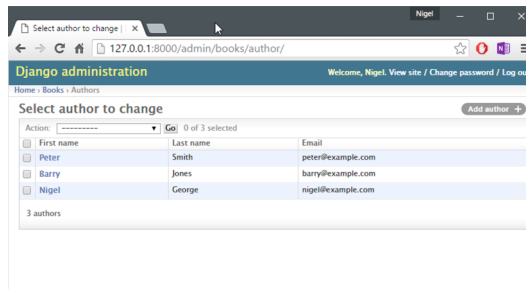 Nigel
Select author to change |
127.0.0.1:8000/admin/books/author/
Django administration
Welcome, Nigel. View site / Change password / Log ou
Home › Books › Authors
Select author to change
Add author +
Action: --------- Go 0 of 3 selected
First name Last name Email
Peter Smith peter@example.com
Barry Jones barry@example.com
Nigel George nigel@example.com
3 authors